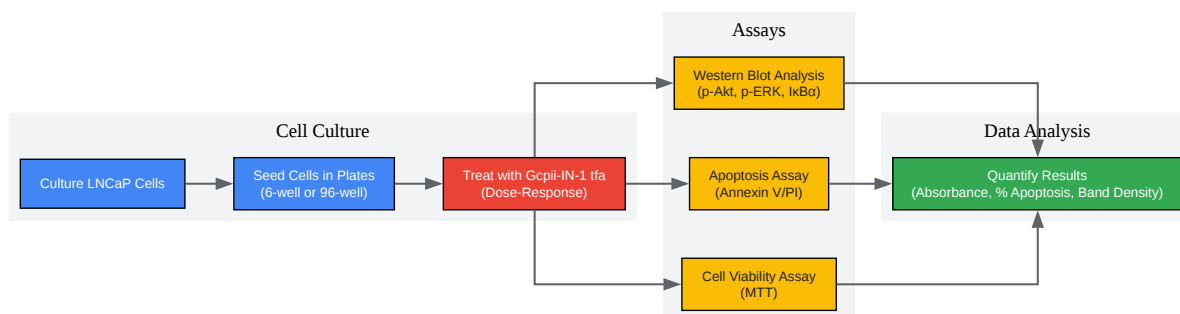 Assays
Western Blot Analysis
(p-Akt, p-ERK, IκBα)
Cell Culture
Data Analysis
Culture LNCaP Cells
Seed Cells in Plates
(6-well or 96-well)
Treat with Gcpii-IN-1 tfa
(Dose-Response)
Apoptosis Assay
(Annexin V/PI)
Quantify Results
(Absorbance, % Apoptosis, Band Density)
Cell Viability Assay
(MTT)